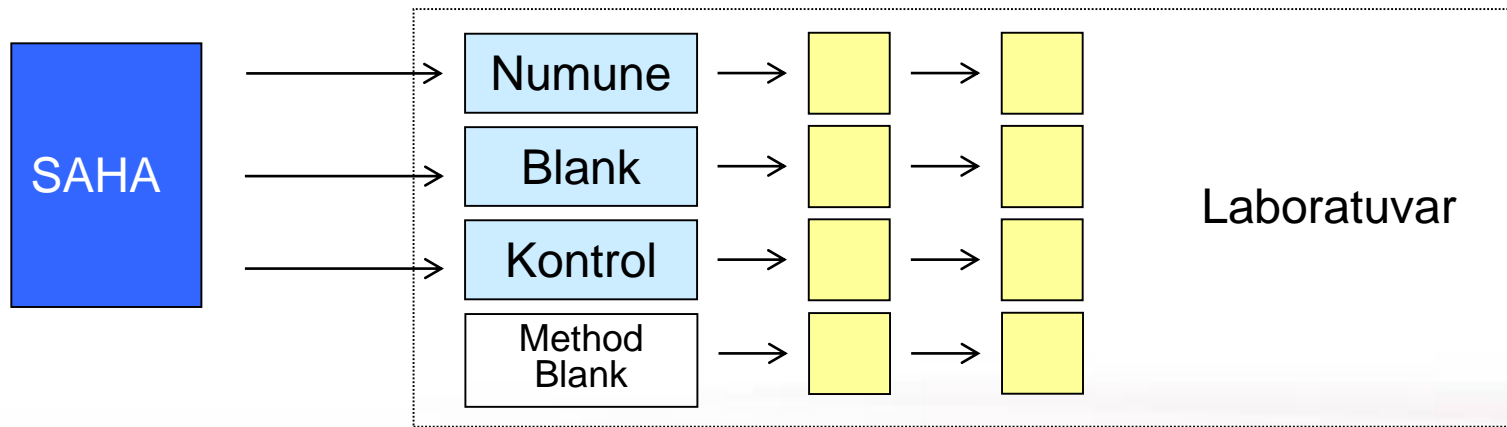 SAHA
Numune
Blank
Kontrol
Method
Blank
Laboratuvar